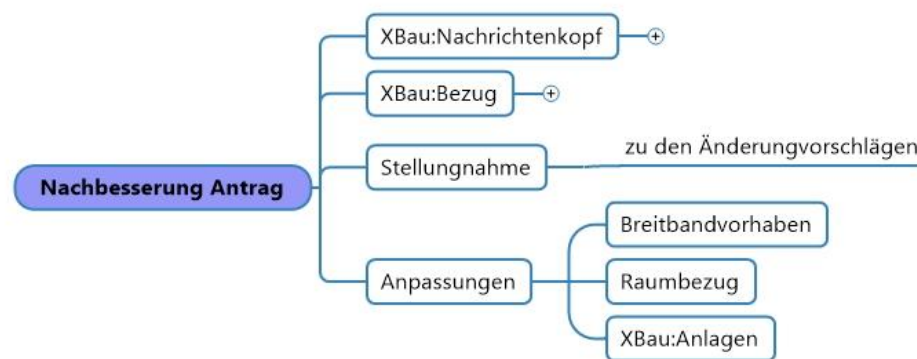 XBau:Nachrichtenkopf
XBau:Bezug
Nachbesserung Antrag
Stellungnahme
zu den Änderungvorschlägen
Anpassungen
Breitbandvorhaben
Raumbezug
XBau:Anlagen